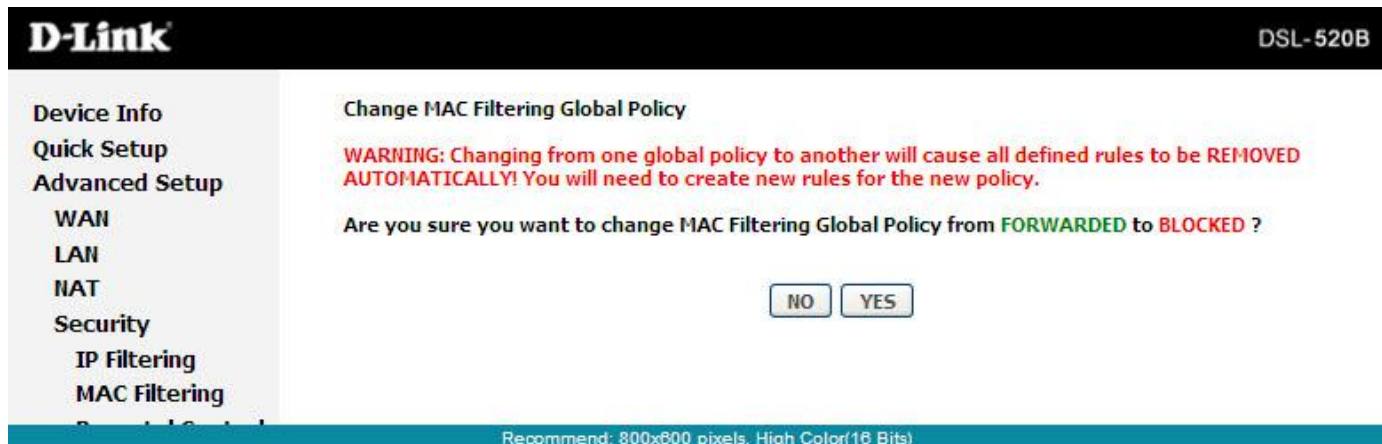 D-Link
DSL-520B
Device Info
Quick Setup
Advanced Setup
WAN
LAN
NAT
Security
IP Filtering
MAC Filtering
Change MAC Filtering Global Policy
WARNING: Changing from one global policy to another will cause all defined rules to be REMOVED
AUTOMATICALLY! You will need to create new rules for the new policy.
Are you sure you want to change MAC Filtering Global Policy from FORWARDED to BLOCKED ?
NO YES
Recommend: 800x600 pixels, High Color(16 Bits)